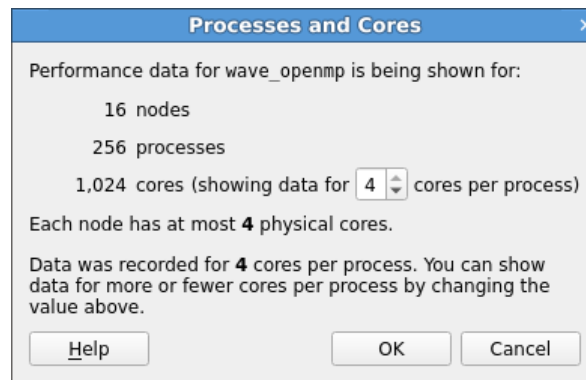 Processes and Cores
Performance data for wave_openmp is being shown for:
16 nodes
256 processes
1,024 cores (showing data for 4 cores per process)
Each node has at most 4 physical cores.
Data was recorded for 4 cores per process. You can show
data for more or fewer cores per process by changing the
value above.
Help OK Cancel